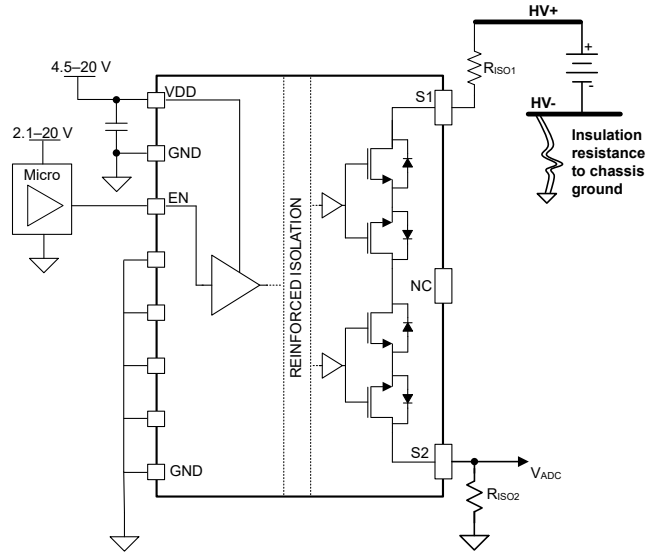 HV+
4.5–20 V
RISO1
+
-
VDD
S1
HV-
2.1–20 V
GND
Insulation
resistance
to chassis
ground
Micro
EN
REINFORCED ISOLATION
NC
S2
GND
VADC
RISO2